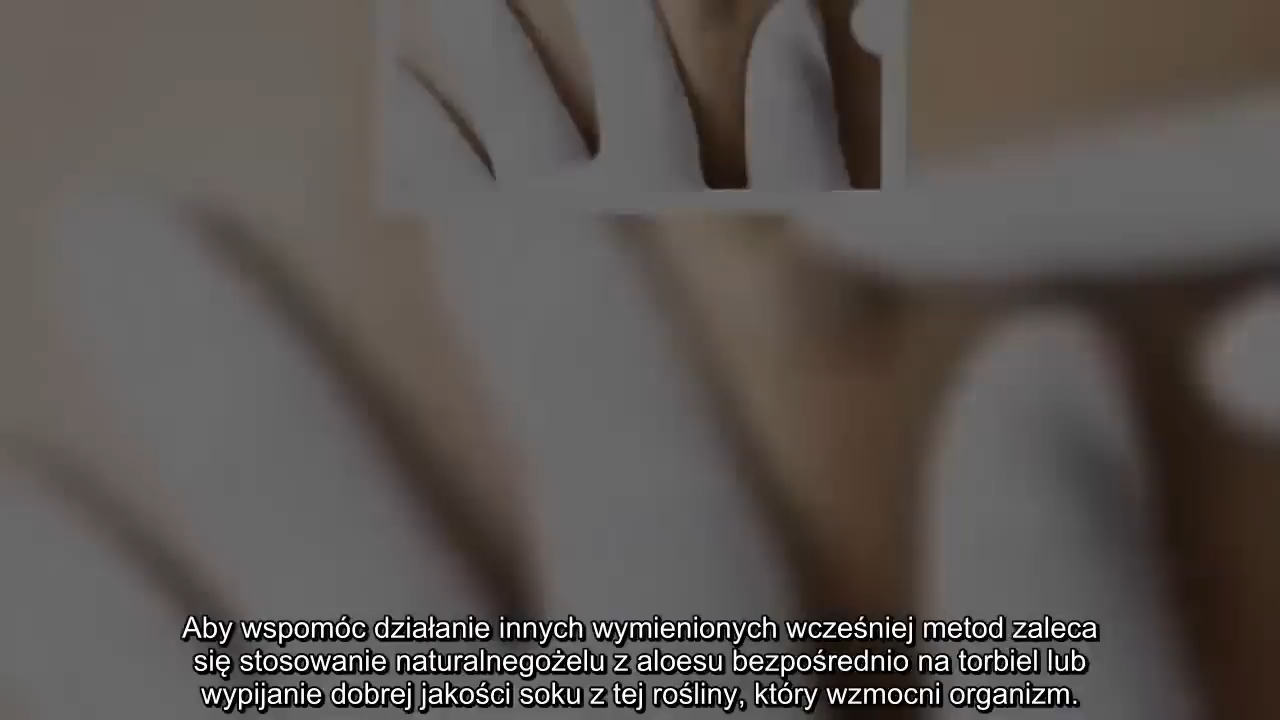 Aby wspomóc działanie innych wymienionych wcześniej metod zaleca
się stosowanie naturalnegożelu z aloesu bezpośrednio na torbiel lub
wypijanie dobrej jakości soku z tej rośliny, który wzmocni organizm.